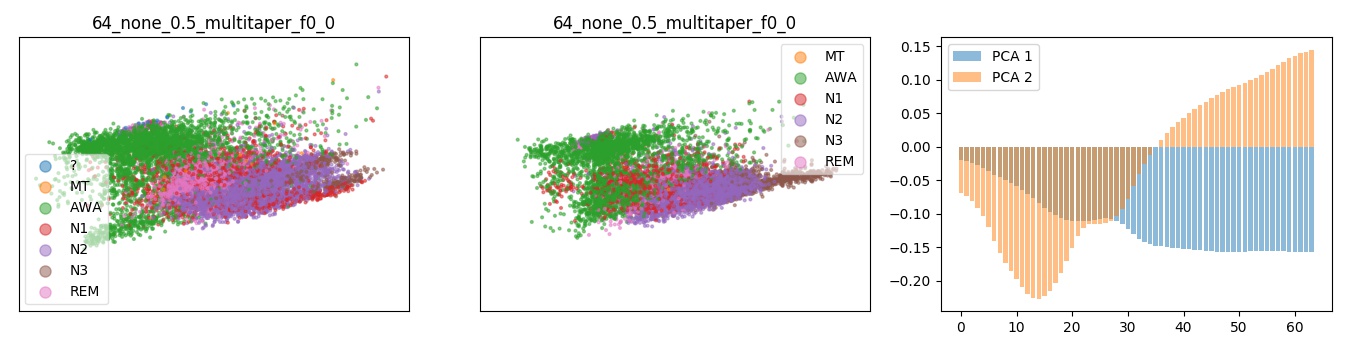 64_none_0.5_multitaper_f0_0
?
MT
AWA
N1
N2
N3
REM
64_none_0.5_multitaper_f0_0
MT
AWA
N1
N2
N3
REM
PCA 1
PCA 2
0.15
0.10
0.05
0.00
−0.05
−0.10
−0.15
−0.20
0 10 20 30 40 50 60